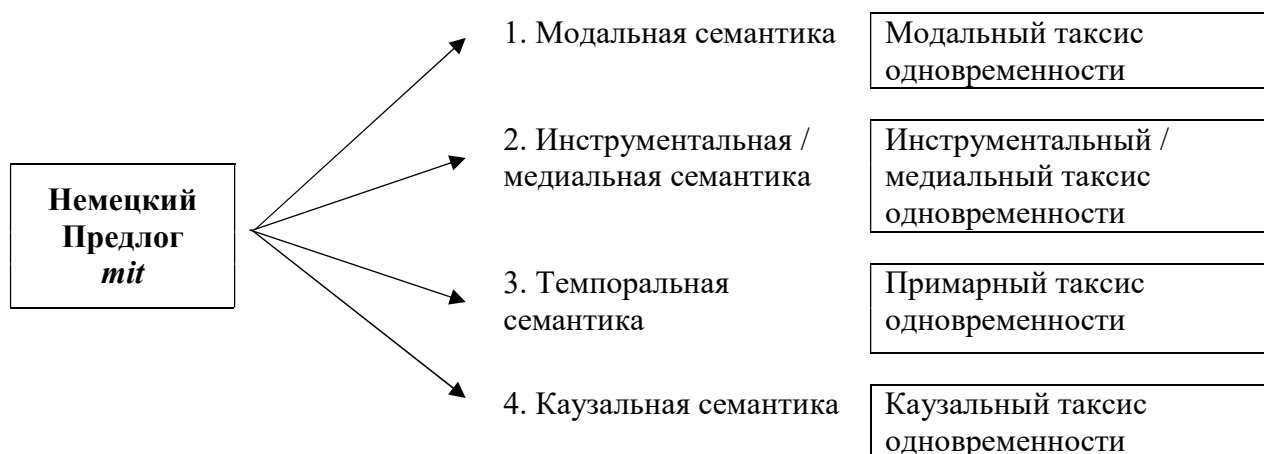 1. Модальная семантика
Модальный таксис
одновременности
2. Инструментальная /
медиальная семантика
Инструментальный /
медиальный таксис
одновременности
Немецкий
Предлог
mit
3. Темпоральная
семантика
Примарный таксис
одновременности
4. Каузальная семантика
Каузальный таксис
одновременности